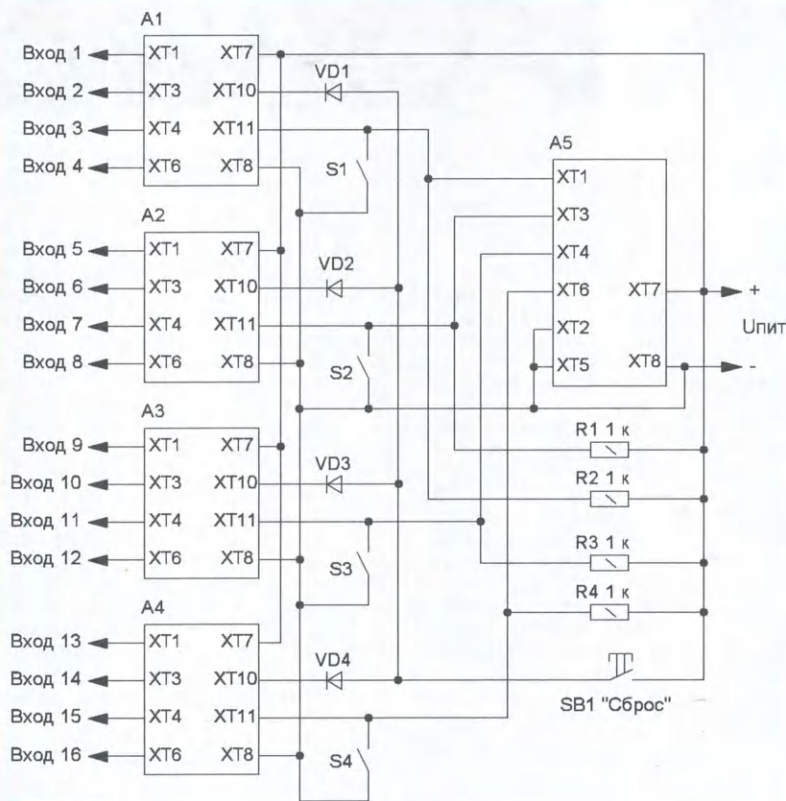 A1
Вход 1 XT1 XT7
Вход 2 XT3 XT10 VD1
Вход 3 XT4 XT11
Вход 4 XT6 XT8 S1
A5
XT1
XT3
XT4
XT6 XT7 +
XT2 Uпит
XT5 XT8 -
A2
Вход 5 XT1 XT7
Вход 6 XT3 XT10 VD2
Вход 7 XT4 XT11
Вход 8 XT6 XT8 S2
A3
Вход 9 XT1 XT7
Вход 10 XT3 XT10 VD3
Вход 11 XT4 XT11
Вход 12 XT6 XT8 S3
R1 1 к
R2 1 к
R3 1 к
R4 1 к
A4
Вход 13 XT1 XT7
Вход 14 XT3 XT10 VD4
Вход 15 XT4 XT11
Вход 16 XT6 XT8 S4
SB1 "Сброс"